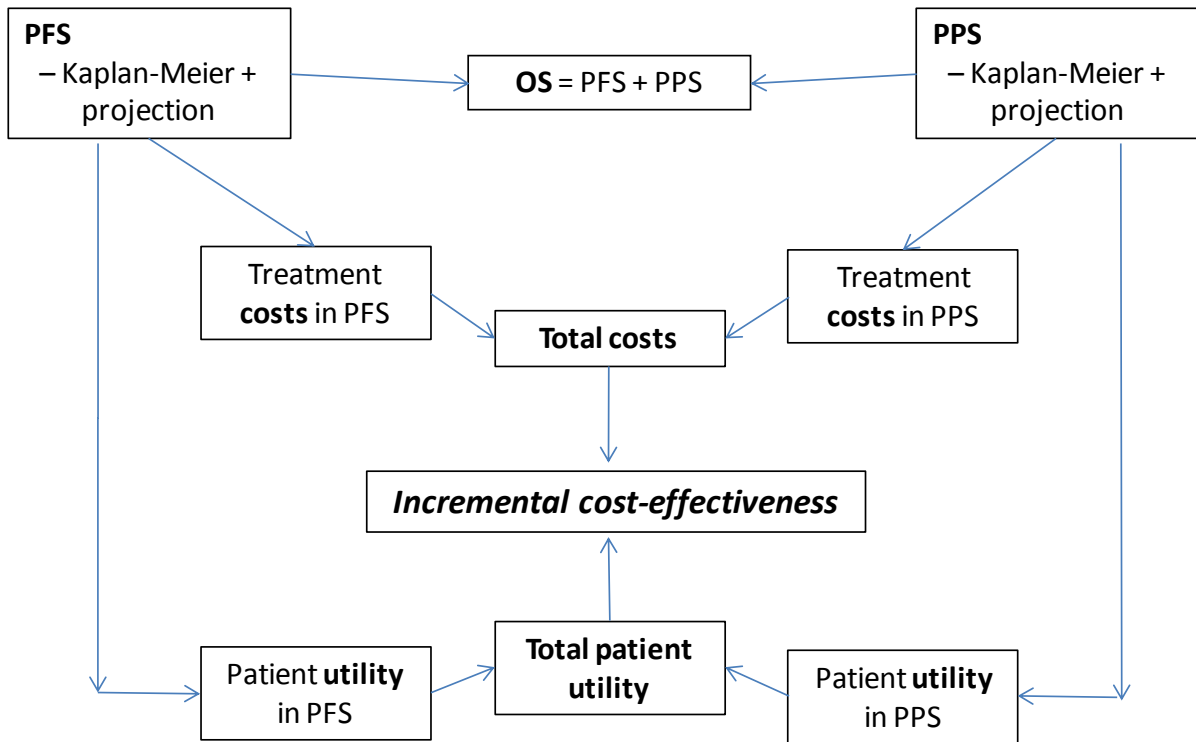 PFS
– Kaplan-Meier +
projection
OS = PFS + PPS
PPS
– Kaplan-Meier +
projection
Treatment
costs in PFS
Treatment
costs in PPS
Total costs
Incremental cost-effectiveness
Patient utility
in PFS
Total patient
utility
Patient utility
in PPS